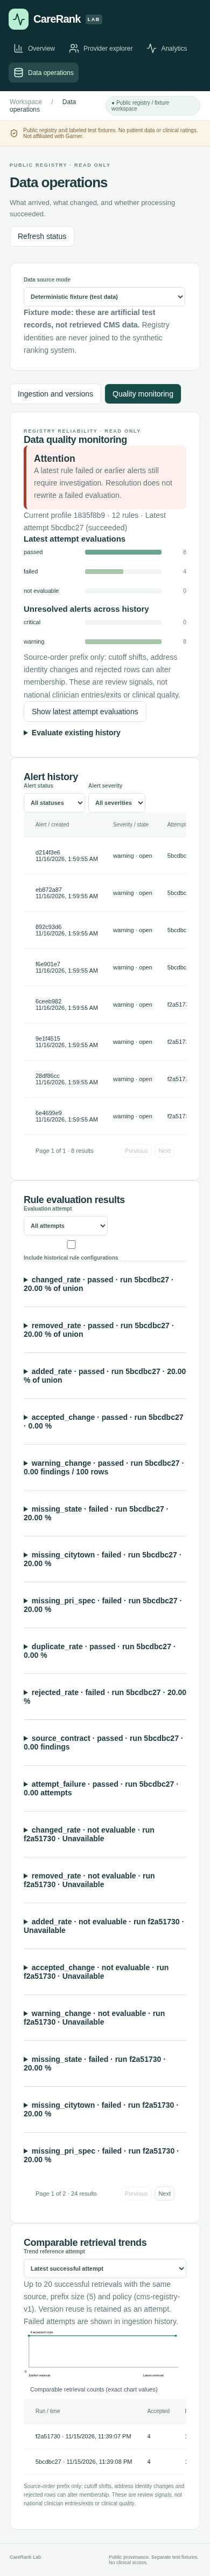 CareRank LAB
Overview
Provider explorer
Analytics
Data operations
Workspace / Data operations
● Public registry / fixture workspace
Public registry and labeled test fixtures. No patient data or clinical ratings. Not affiliated with Garner.
PUBLIC REGISTRY · READ ONLY
Data operations
What arrived, what changed, and whether processing succeeded.
Refresh status
Data source mode
Deterministic fixture (test data)
Fixture mode: these are artificial test records, not retrieved CMS data. Registry identities are never joined to the synthetic ranking system.
Ingestion and versions
Quality monitoring
REGISTRY RELIABILITY · READ ONLY
Data quality monitoring
Attention
A latest rule failed or earlier alerts still require investigation. Resolution does not rewrite a failed evaluation.
Current profile 1835f8b9 · 12 rules · Latest attempt 5bcdbc27 (succeeded)
Latest attempt evaluations
passed 8
failed 4
not evaluable 0
Unresolved alerts across history
critical 0
warning 8
Source-order prefix only: cutoff shifts, address identity changes and rejected rows can alter membership. These are review signals, not national clinician entries/exits or clinical quality.
Show latest attempt evaluations
▶ Evaluate existing history
Alert history
Alert status
Alert severity
All statuses
All severities
Alert / created Severity / state Attempt
d214f3e6
11/16/2026, 1:59:55 AM warning · open 5bcdbc
eb872a87
11/16/2026, 1:59:55 AM warning · open 5bcdbc
892c93d6
11/16/2026, 1:59:55 AM warning · open 5bcdbc
f6e901e7
11/16/2026, 1:59:55 AM warning · open 5bcdbc
6ceeb982
11/16/2026, 1:59:55 AM warning · open f2a517
9e1f4515
11/16/2026, 1:59:55 AM warning · open f2a517
28df86cc
11/16/2026, 1:59:55 AM warning · open f2a517
6e4699e9
11/16/2026, 1:59:55 AM warning · open f2a517
Page 1 of 1 · 8 results Previous Next
Rule evaluation results
Evaluation attempt
All attempts
Include historical rule configurations
▶ changed_rate · passed · run 5bcdbc27 · 20.00 % of union
▶ removed_rate · passed · run 5bcdbc27 · 20.00 % of union
▶ added_rate · passed · run 5bcdbc27 · 20.00 % of union
▶ accepted_change · passed · run 5bcdbc27 · 0.00 %
▶ warning_change · passed · run 5bcdbc27 · 0.00 findings / 100 rows
▶ missing_state · failed · run 5bcdbc27 · 20.00 %
▶ missing_citytown · failed · run 5bcdbc27 · 20.00 %
▶ missing_pri_spec · failed · run 5bcdbc27 · 20.00 %
▶ duplicate_rate · passed · run 5bcdbc27 · 0.00 %
▶ rejected_rate · failed · run 5bcdbc27 · 20.00 %
▶ source_contract · passed · run 5bcdbc27 · 0.00 findings
▶ attempt_failure · passed · run 5bcdbc27 · 0.00 attempts
▶ changed_rate · not evaluable · run f2a51730 · Unavailable
▶ removed_rate · not evaluable · run f2a51730 · Unavailable
▶ added_rate · not evaluable · run f2a51730 · Unavailable
▶ accepted_change · not evaluable · run f2a51730 · Unavailable
▶ warning_change · not evaluable · run f2a51730 · Unavailable
▶ missing_state · failed · run f2a51730 · 20.00 %
▶ missing_citytown · failed · run f2a51730 · 20.00 %
▶ missing_pri_spec · failed · run f2a51730 · 20.00 %
Page 1 of 2 · 24 results Previous Next
Comparable retrieval trends
Trend reference attempt
Latest successful attempt
Up to 20 successful retrievals with the same source, prefix size (5) and policy (cms-registry-v1). Version reuse is retained as an attempt. Failed attempts are shown in ingestion history.
4 accepted rows
0
Earliest retrieval Latest retrieval
Comparable retrieval counts (exact chart values)
Run / time Accepted
f2a51730 · 11/15/2026, 11:39:07 PM 4
5bcdbc27 · 11/15/2026, 11:39:08 PM 4
Source-order prefix only: cutoff shifts, address identity changes and rejected rows can alter membership. These are review signals, not national clinician entries/exits or clinical quality.
CareRank Lab
Public provenance. Separate test fixtures. No clinical scores.